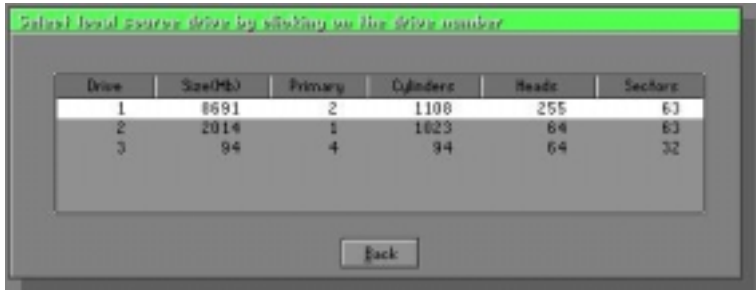 Select local source drive by clicking on the drive number
Drive Size(Mb) Primary Cylinders Heads Sectors
1 8691 2 1108 255 63
2 2014 1 1023 64 63
3 94 4 94 64 32
Back